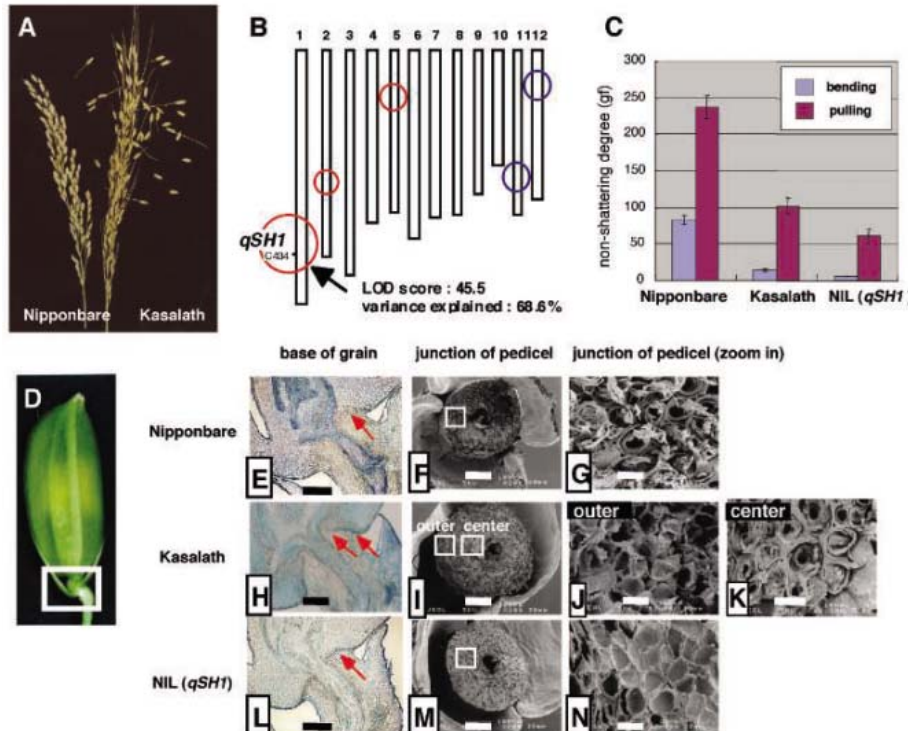 A
Nipponbare Kasalath
B
1 2 3 4 5 6 7 8 9 10 11 12
qSH1
C434
LOD score : 45.5
variance explained : 68.6%
C
300
250
200
150
100
50
0
non-shattering degree (gf)
bending
pulling
Nipponbare Kasalath NIL (qSH1)
base of grain junction of pedicel junction of pedicel (zoom in)
D
Nipponbare
E F G
outer center outer center
Kasalath
H I J K
NIL (qSH1)
L M N